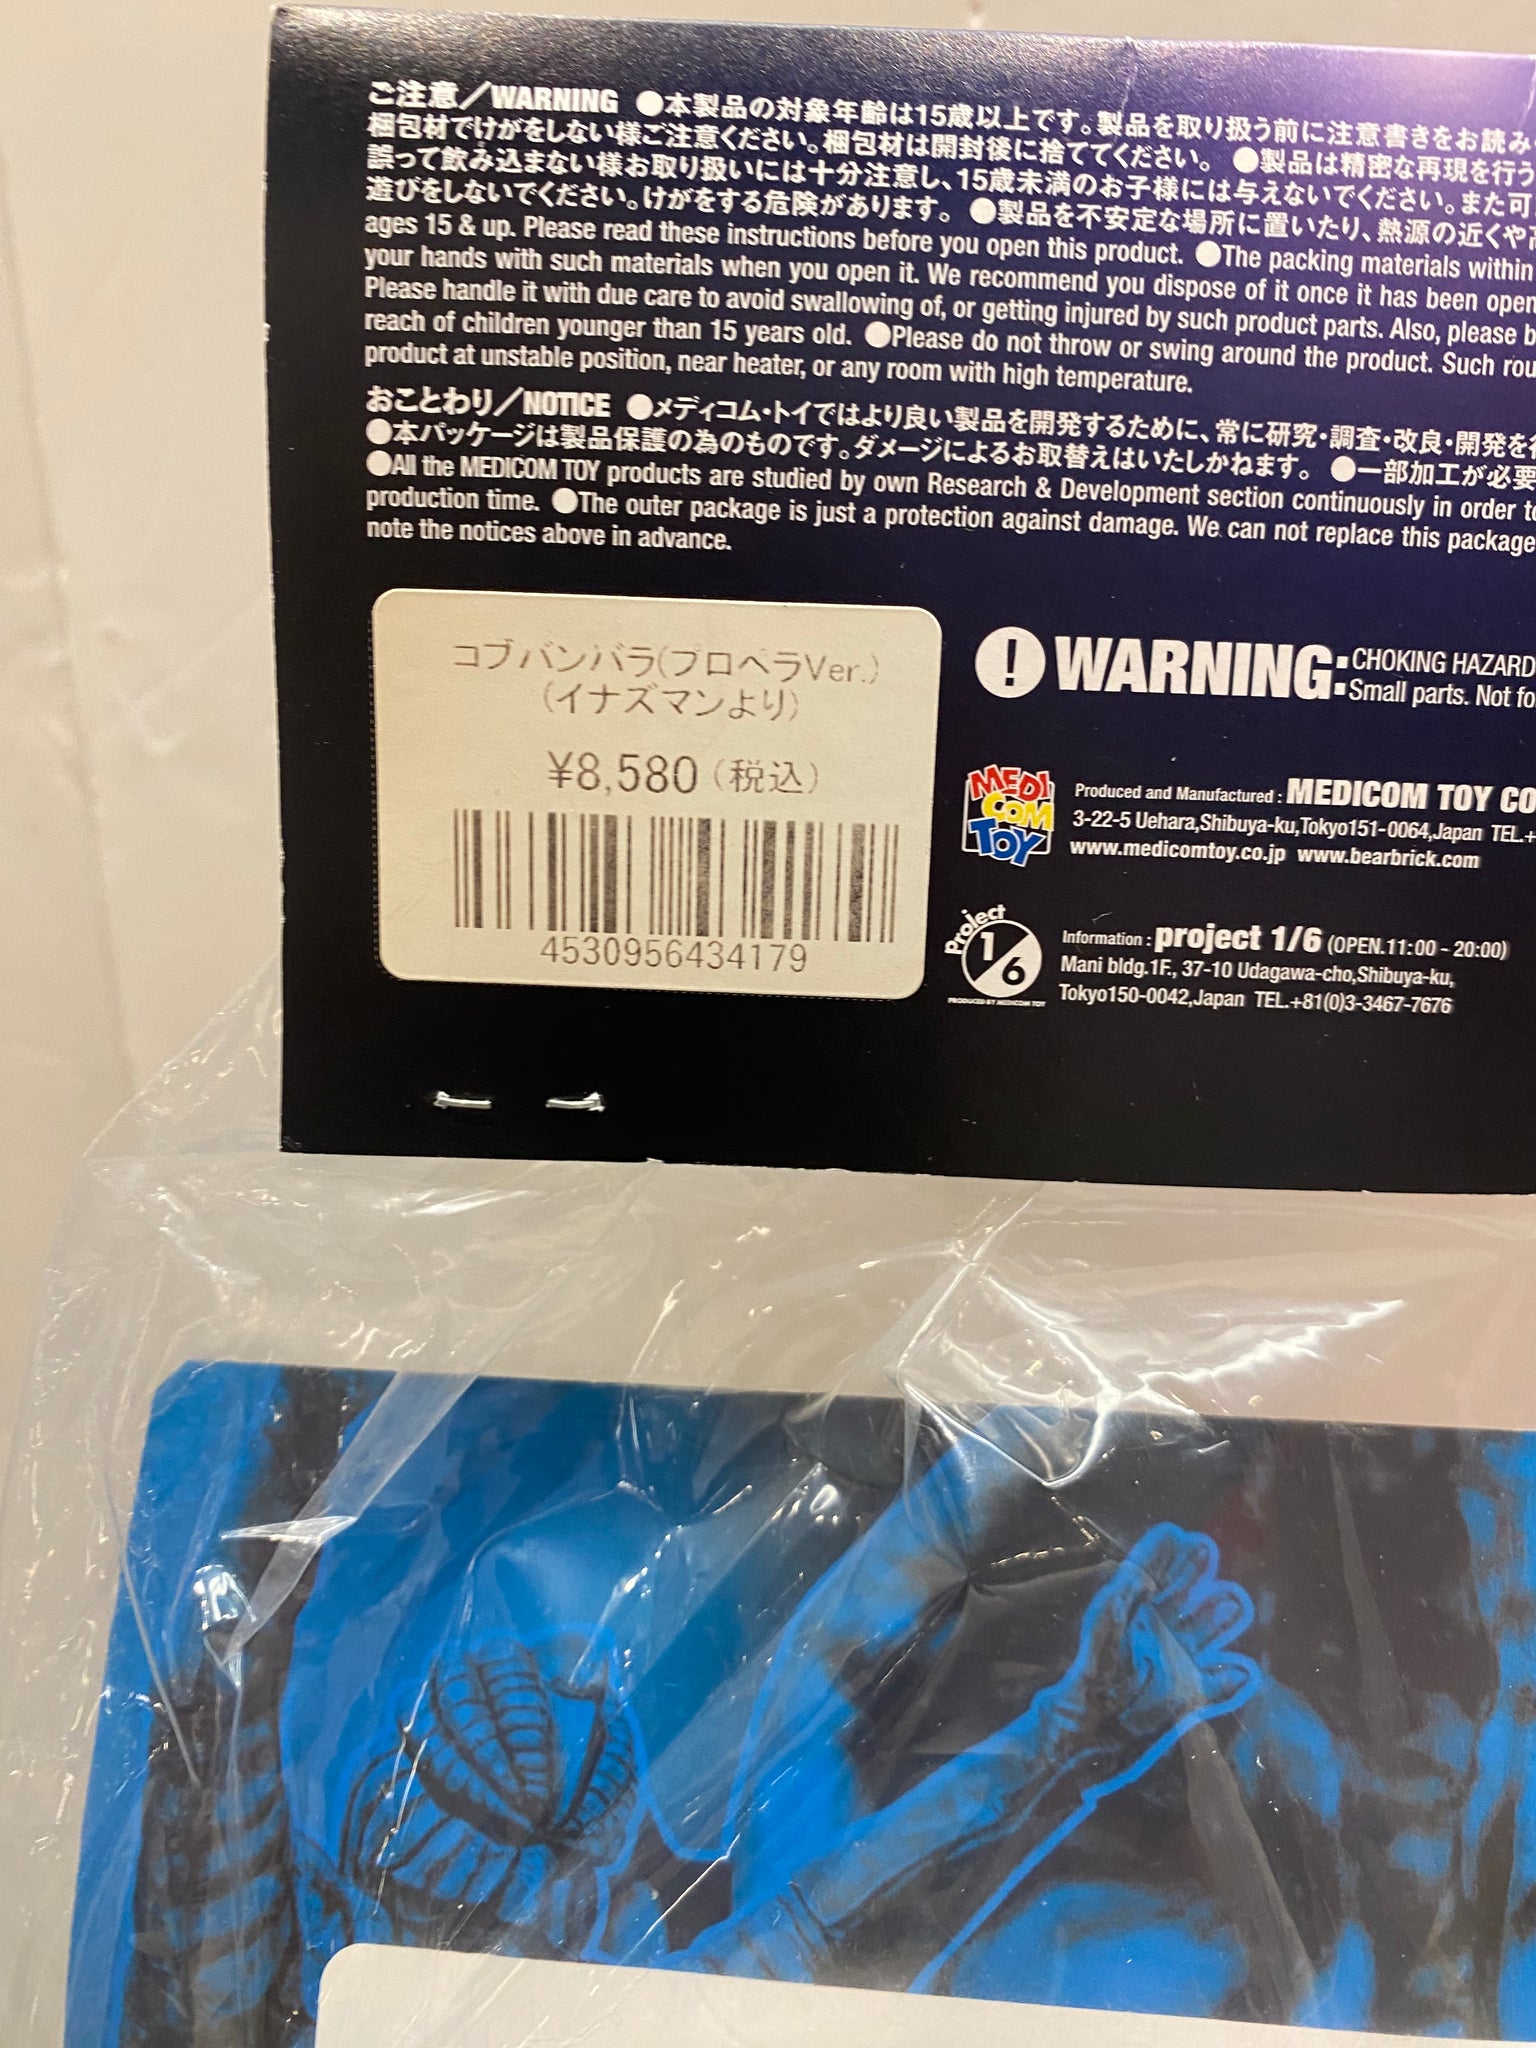 ご注意／WARNING ●本製品の対象年齢は15歳以上です。製品を取り扱う前に注意書きをお読み
梱包材でけがをしない様ご注意ください。梱包材は開封後に捨ててください。 ●製品は精密な再現を行う
誤って飲み込まない様お取り扱いには十分注意し、15歳未満のお子様には与えないでください。また可
遊びをしないでください。けがをする危険があります。 ●製品を不安定な場所に置いたり、熱源の近くや高
ages 15 & up. Please read these instructions before you open this product. ●The packing materials within
your hands with such materials when you open it. We recommend you dispose of it once it has been open
Please handle it with due care to avoid swallowing of, or getting injured by such product parts. Also, please b
reach of children younger than 15 years old. ●Please do not throw or swing around the product. Such rou
product at unstable position, near heater, or any room with high temperature.
おことわり／NOTICE ●メディコム・トイではより良い製品を開発するために、常に研究・調査・改良・開発を行
●本パッケージは製品保護の為のものです。ダメージによるお取替えはいたしかねます。 ●一部加工が必要
●All the MEDICOM TOY products are studied by own Research & Development section continuously in order to
production time. ●The outer package is just a protection against damage. We can not replace this package
note the notices above in advance.
コブバンバラ(プロペラVer.)
(イナズマンより)
¥8,580(税込)
4530956434179
! WARNING: CHOKING HAZARD
Small parts. Not fo
MEDI
COM
TOY
Produced and Manufactured : MEDICOM TOY CO
3-22-5 Uehara,Shibuya-ku,Tokyo151-0064,Japan TEL.+
www.medicomtoy.co.jp www.bearbrick.com
Project
1/6
PRODUCED BY MEDICOM TOY
Information : project 1/6 (OPEN.11:00 - 20:00)
Mani bldg.1F., 37-10 Udagawa-cho,Shibuya-ku,
Tokyo150-0042,Japan TEL.+81(0)3-3467-7676